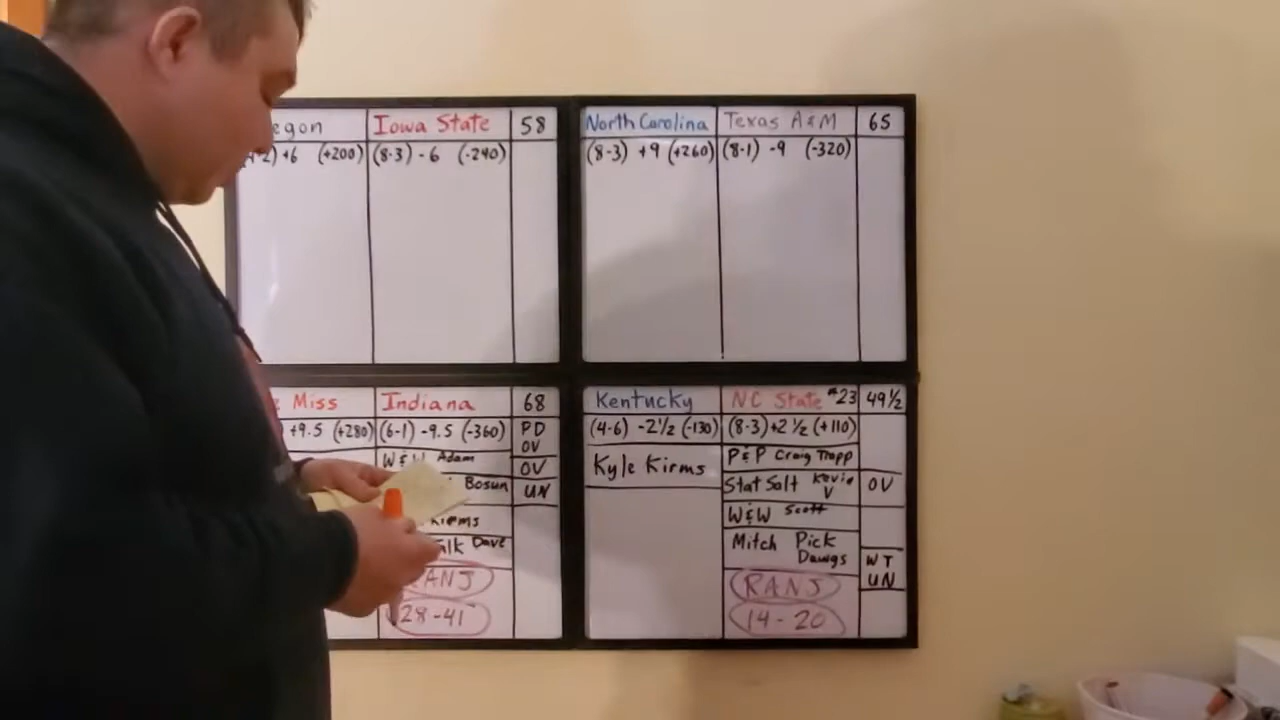 egon Iowa State 58
2) +6 (+200) (8-3) -6 (-240)
North Carolina Texas A&M 65
(8-3) +9 (+260) (8-1) -9 (-320)
Miss Indiana 68
+9.5 (+280) (6-1) -9.5 (-360) PD
OV
W&W Adam OV
Bosun UN
Kirms
alk Dave
RANJ
28-41
Kentucky NC State #23 49½
(4-6) -2½ (-130) (8-3) +2½ (+110)
Kyle Kirms P&P Craig Trapp
Stat Salt Kevin OV
V
W&W Scott
Mitch Pick
Dawgs WT
UN
RANJ
14-20